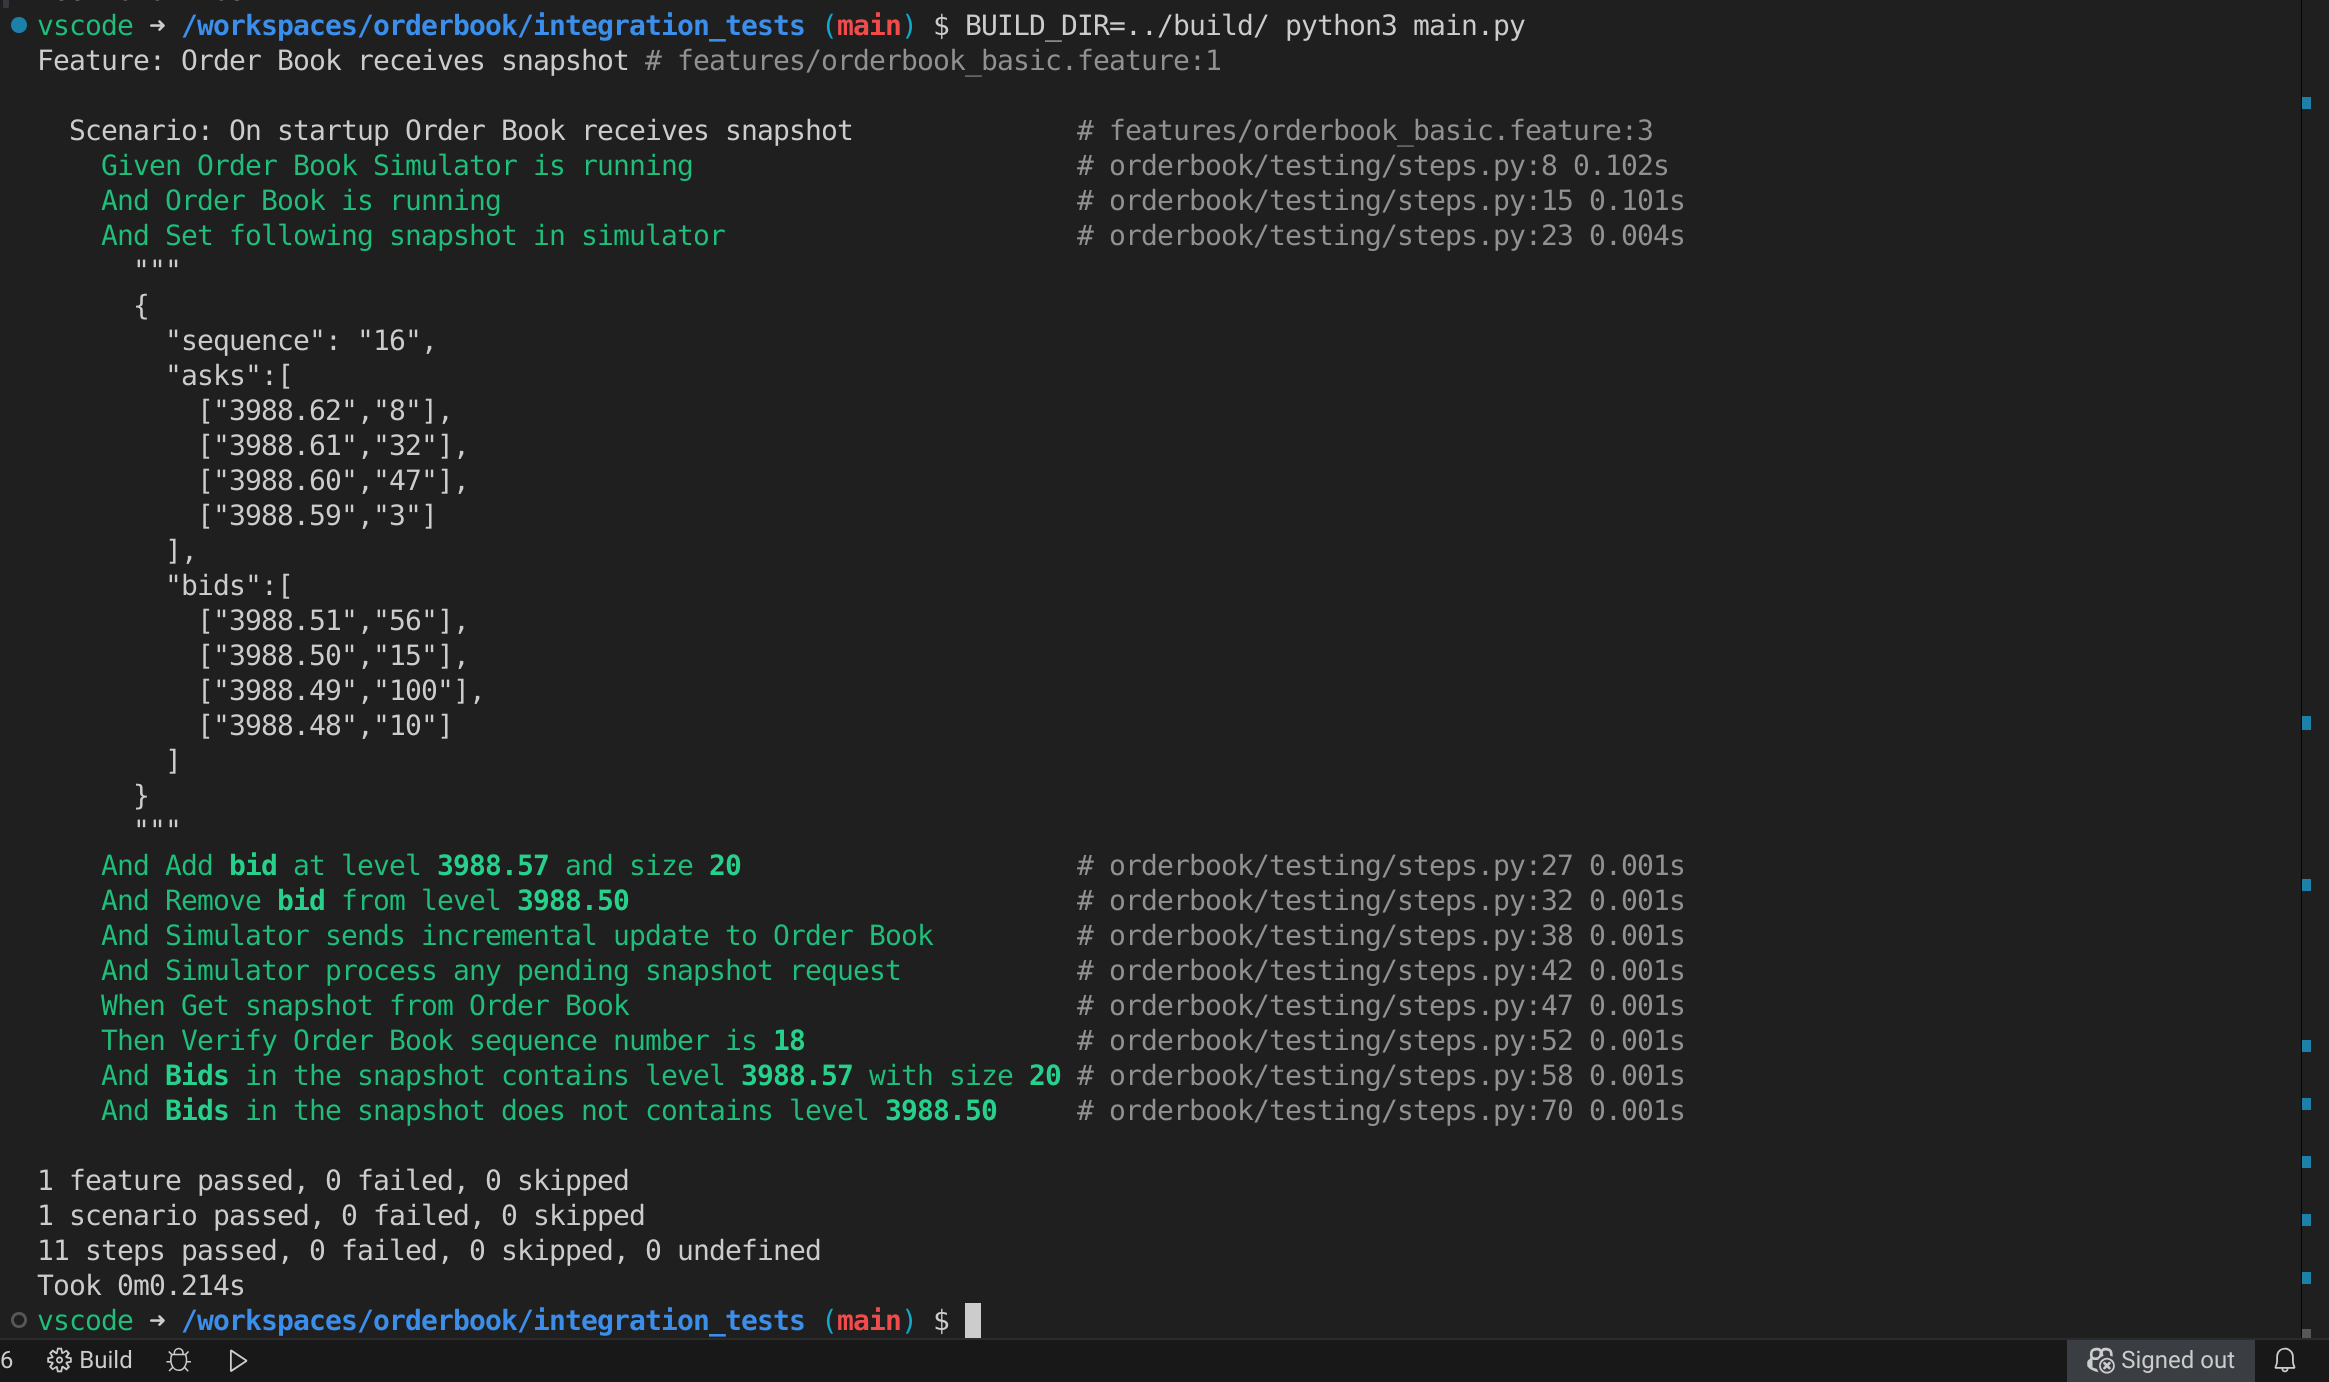 vscode ➜ /workspaces/orderbook/integration_tests (main) $ BUILD_DIR=../build/ python3 main.py
Feature: Order Book receives snapshot # features/orderbook_basic.feature:1
Scenario: On startup Order Book receives snapshot # features/orderbook_basic.feature:3
Given Order Book Simulator is running # orderbook/testing/steps.py:8 0.102s
And Order Book is running # orderbook/testing/steps.py:15 0.101s
And Set following snapshot in simulator # orderbook/testing/steps.py:23 0.004s
"""
{
"sequence": "16",
"asks":[
["3988.62","8"],
["3988.61","32"],
["3988.60","47"],
["3988.59","3"]
],
"bids":[
["3988.51","56"],
["3988.50","15"],
["3988.49","100"],
["3988.48","10"]
]
}
"""
And Add bid at level 3988.57 and size 20 # orderbook/testing/steps.py:27 0.001s
And Remove bid from level 3988.50 # orderbook/testing/steps.py:32 0.001s
And Simulator sends incremental update to Order Book # orderbook/testing/steps.py:38 0.001s
And Simulator process any pending snapshot request # orderbook/testing/steps.py:42 0.001s
When Get snapshot from Order Book # orderbook/testing/steps.py:47 0.001s
Then Verify Order Book sequence number is 18 # orderbook/testing/steps.py:52 0.001s
And Bids in the snapshot contains level 3988.57 with size 20 # orderbook/testing/steps.py:58 0.001s
And Bids in the snapshot does not contains level 3988.50 # orderbook/testing/steps.py:70 0.001s
1 feature passed, 0 failed, 0 skipped
1 scenario passed, 0 failed, 0 skipped
11 steps passed, 0 failed, 0 skipped, 0 undefined
Took 0m0.214s
vscode ➜ /workspaces/orderbook/integration_tests (main) $
6 Build Signed out